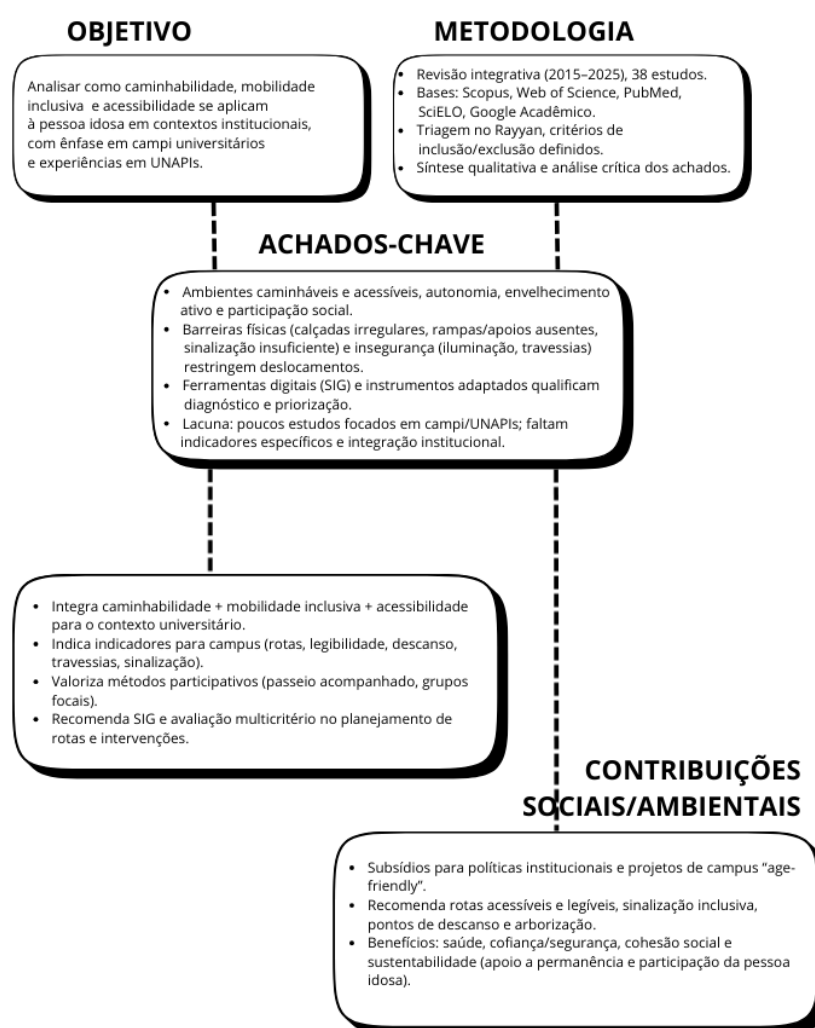 OBJETIVO
Analisar como caminhabilidade, mobilidade
inclusiva e acessibilidade se aplicam
à pessoa idosa em contextos institucionais,
com ênfase em campi universitários
e experiências em UNAPIs.
METODOLOGIA
• Revisão integrativa (2015–2025), 38 estudos.
• Bases: Scopus, Web of Science, PubMed,
SciELO, Google Acadêmico.
• Triagem no Rayyan, critérios de
inclusão/exclusão definidos.
• Síntese qualitativa e análise crítica dos achados.
ACHADOS-CHAVE
• Ambientes caminháveis e acessíveis, autonomia, envelhecimento
ativo e participação social.
• Barreiras físicas (calçadas irregulares, rampas/apoios ausentes,
sinalização insuficiente) e insegurança (iluminação, travessias)
restringem deslocamentos.
• Ferramentas digitais (SIG) e instrumentos adaptados qualificam
diagnóstico e priorização.
• Lacuna: poucos estudos focados em campi/UNAPIs; faltam
indicadores específicos e integração institucional.
• Integra caminhabilidade + mobilidade inclusiva + acessibilidade
para o contexto universitário.
• Indica indicadores para campus (rotas, legibilidade, descanso,
travessias, sinalização).
• Valoriza métodos participativos (passeio acompanhado, grupos
focais).
• Recomenda SIG e avaliação multicritério no planejamento de
rotas e intervenções.
CONTRIBUIÇÕES
SOCIAIS/AMBIENTAIS
• Subsídios para políticas institucionais e projetos de campus “age-
friendly”.
• Recomenda rotas acessíveis e legíveis, sinalização inclusiva,
pontos de descanso e arborização.
• Benefícios: saúde, cofiança/segurança, cohesão social e
sustentabilidade (apoio a permanência e participação da pessoa
idosa).